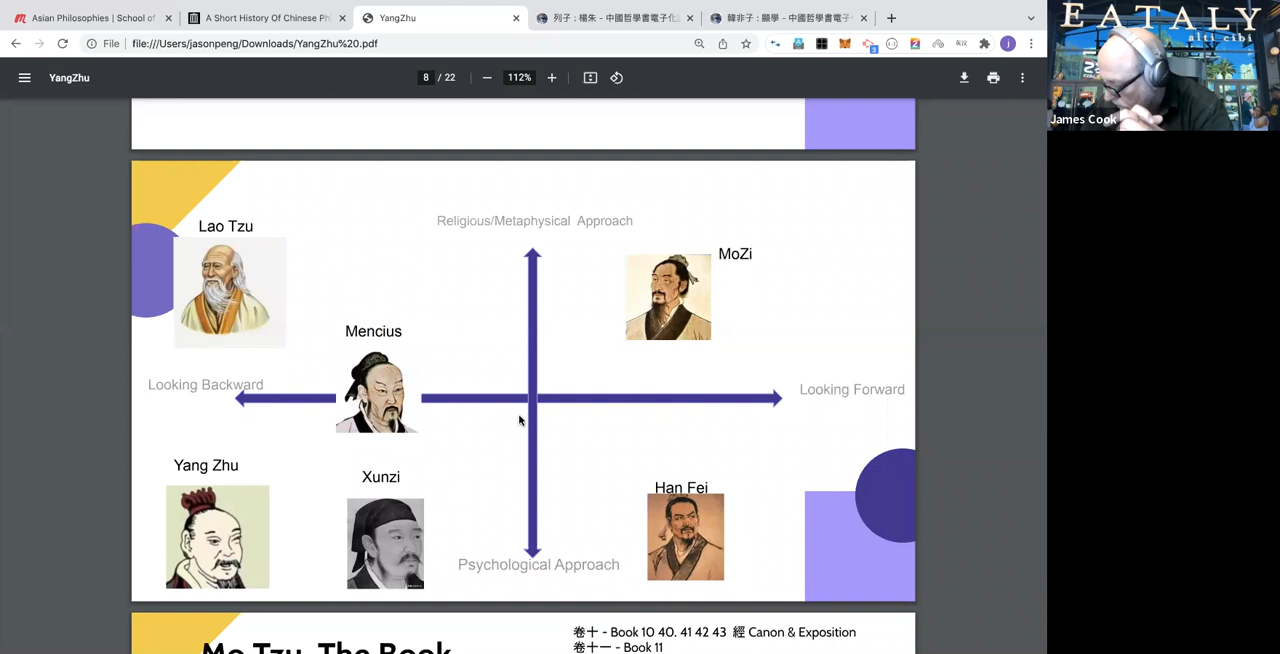 Asian Philosophies | School of
A Short History Of Chinese Ph
YangZhu
列子 : 楊朱 - 中國哲學書電子化
韓非子 : 顯學 - 中國哲學書電子
File
file:///Users/jasonpeng/Downloads/YangZhu%20.pdf
YangZhu
8 / 22
112%
EATALY
alti cibi
James Cook
Religious/Metaphysical Approach
Lao Tzu
MoZi
Mencius
Looking Backward
Looking Forward
Yang Zhu
Xunzi
Han Fei
Psychological Approach
Mo Tzu, The Book
卷十 - Book 10 40. 41 42 43 經 Canon & Exposition
卷十一 - Book 11